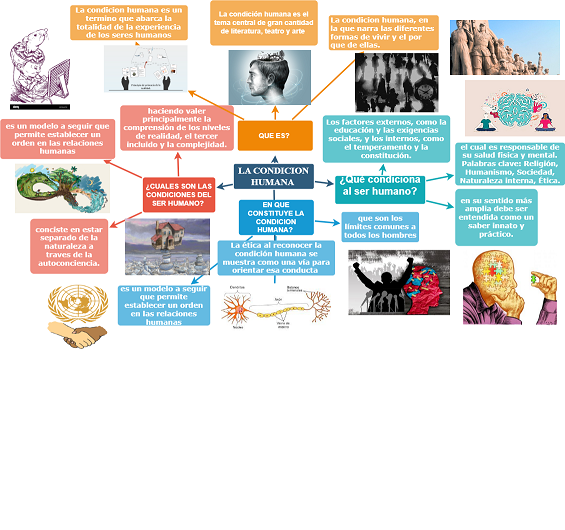 La condicion humana es un
termino que abarca la
totalidad de la experiencia
de los seres humanos
La condición humana es el
tema central de gran cantidad
de literatura, teatro y arte
La condicion humana, en
la que narra las diferentes
formas de vivir y el por
que de ellas.
haciendo valer
principalmente la
comprensión de los niveles
de realidad, el tercer
incluido y la complejidad.
es un modelo a seguir que
permite establecer un
orden en las relaciones
humanas
QUE ES?
Los factores externos, como la
educación y las exigencias
sociales, y los internos, como
el temperamento y la
constitución.
el cual es responsable de
su salud física y mental.
Palabras clave: Religión,
Humanismo, Sociedad,
Naturaleza interna, Ética.
LA CONDICION
HUMANA
¿CUALES SON LAS
CONDICIONES DEL
SER HUMANO?
¿Qué condiciona
al ser humano?
EN QUE
CONSTITUYE LA
CONDICION
HUMANA?
en su sentido más
amplia debe ser
entendida como un
saber innato y
práctico.
conciste en estar
separado de la
naturaleza a
traves de la
autoconciencia.
que son los
límites comunes a
todos los hombres
La ética al reconocer la
condición humana se
muestra como una vía para
orientar esa conducta
es un modelo a seguir
que permite
establecer un orden
en las relaciones
humanas
Dendritas
Axón
Núcleo